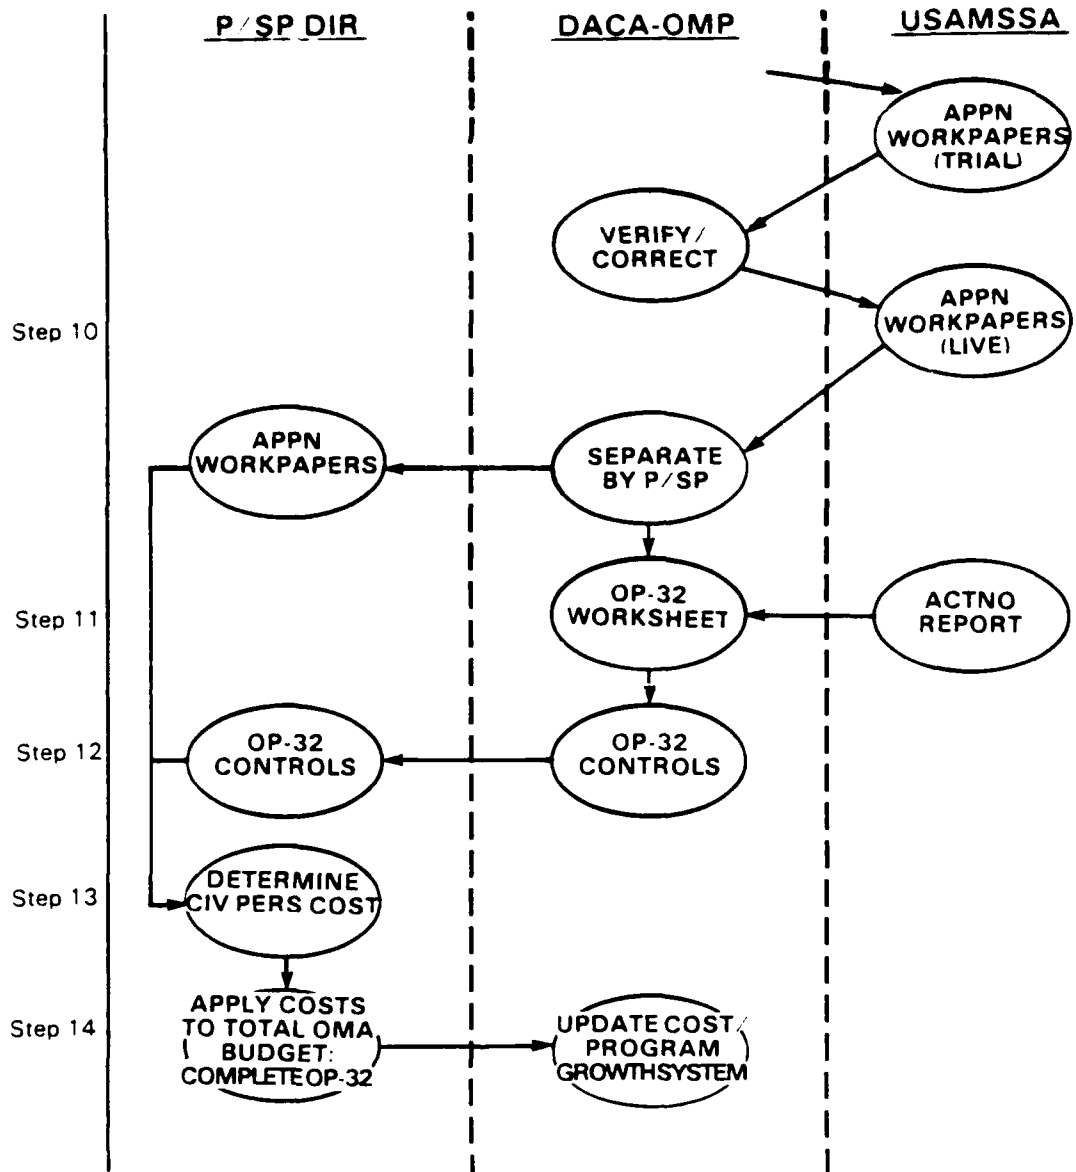 P/SP DIR
DACA-OMP
USAMSSA
APPN
WORKPAPERS
(TRIAL)
VERIFY/
CORRECT
Step 10
APPN
WORKPAPERS
(LIVE)
APPN
WORKPAPERS
SEPARATE
BY P/SP
Step 11
OP-32
WORKSHEET
ACTNO
REPORT
Step 12
OP-32
CONTROLS
OP-32
CONTROLS
Step 13
DETERMINE
CIV PERS COST
Step 14
APPLY COSTS
TO TOTAL OMA
BUDGET:
COMPLETE OP-32
UPDATE COST/
PROGRAM
GROWTH SYSTEM